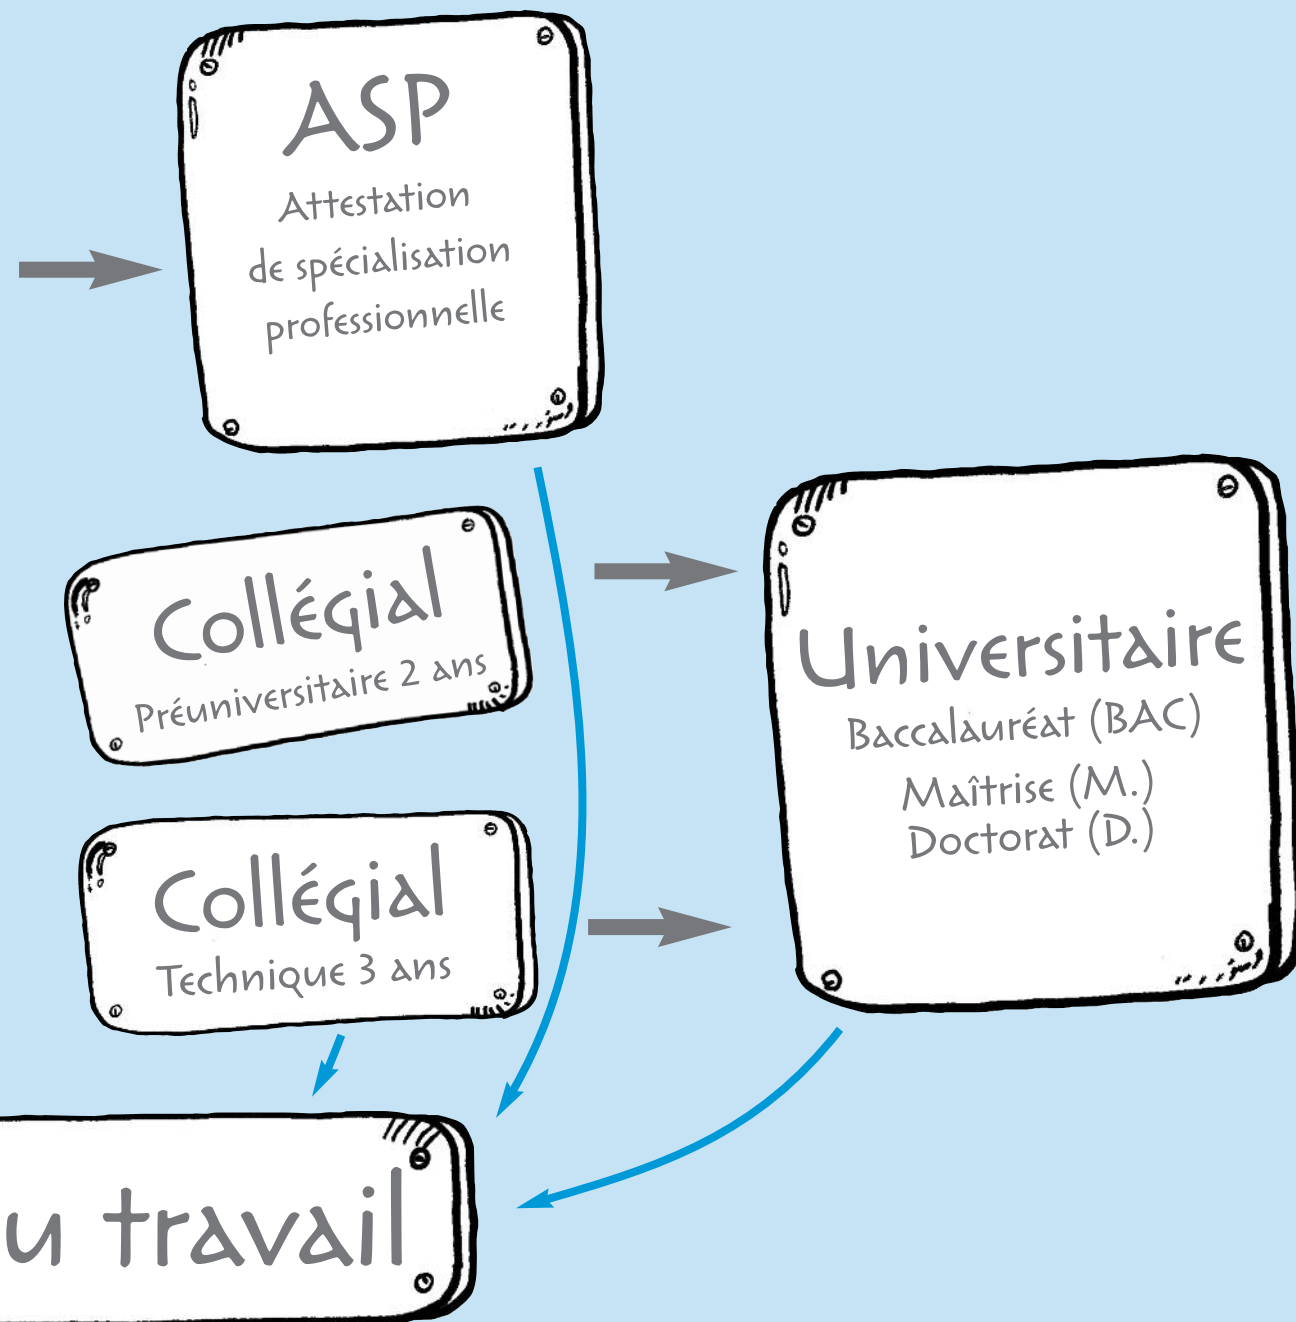 ASP
Attestation
de spécialisation
professionnelle
Collégial
Préuniversitaire 2 ans
Universitaire
Baccalauréat (BAC)
Maîtrise (M.)
Doctorat (D.)
Collégial
Technique 3 ans
u travail